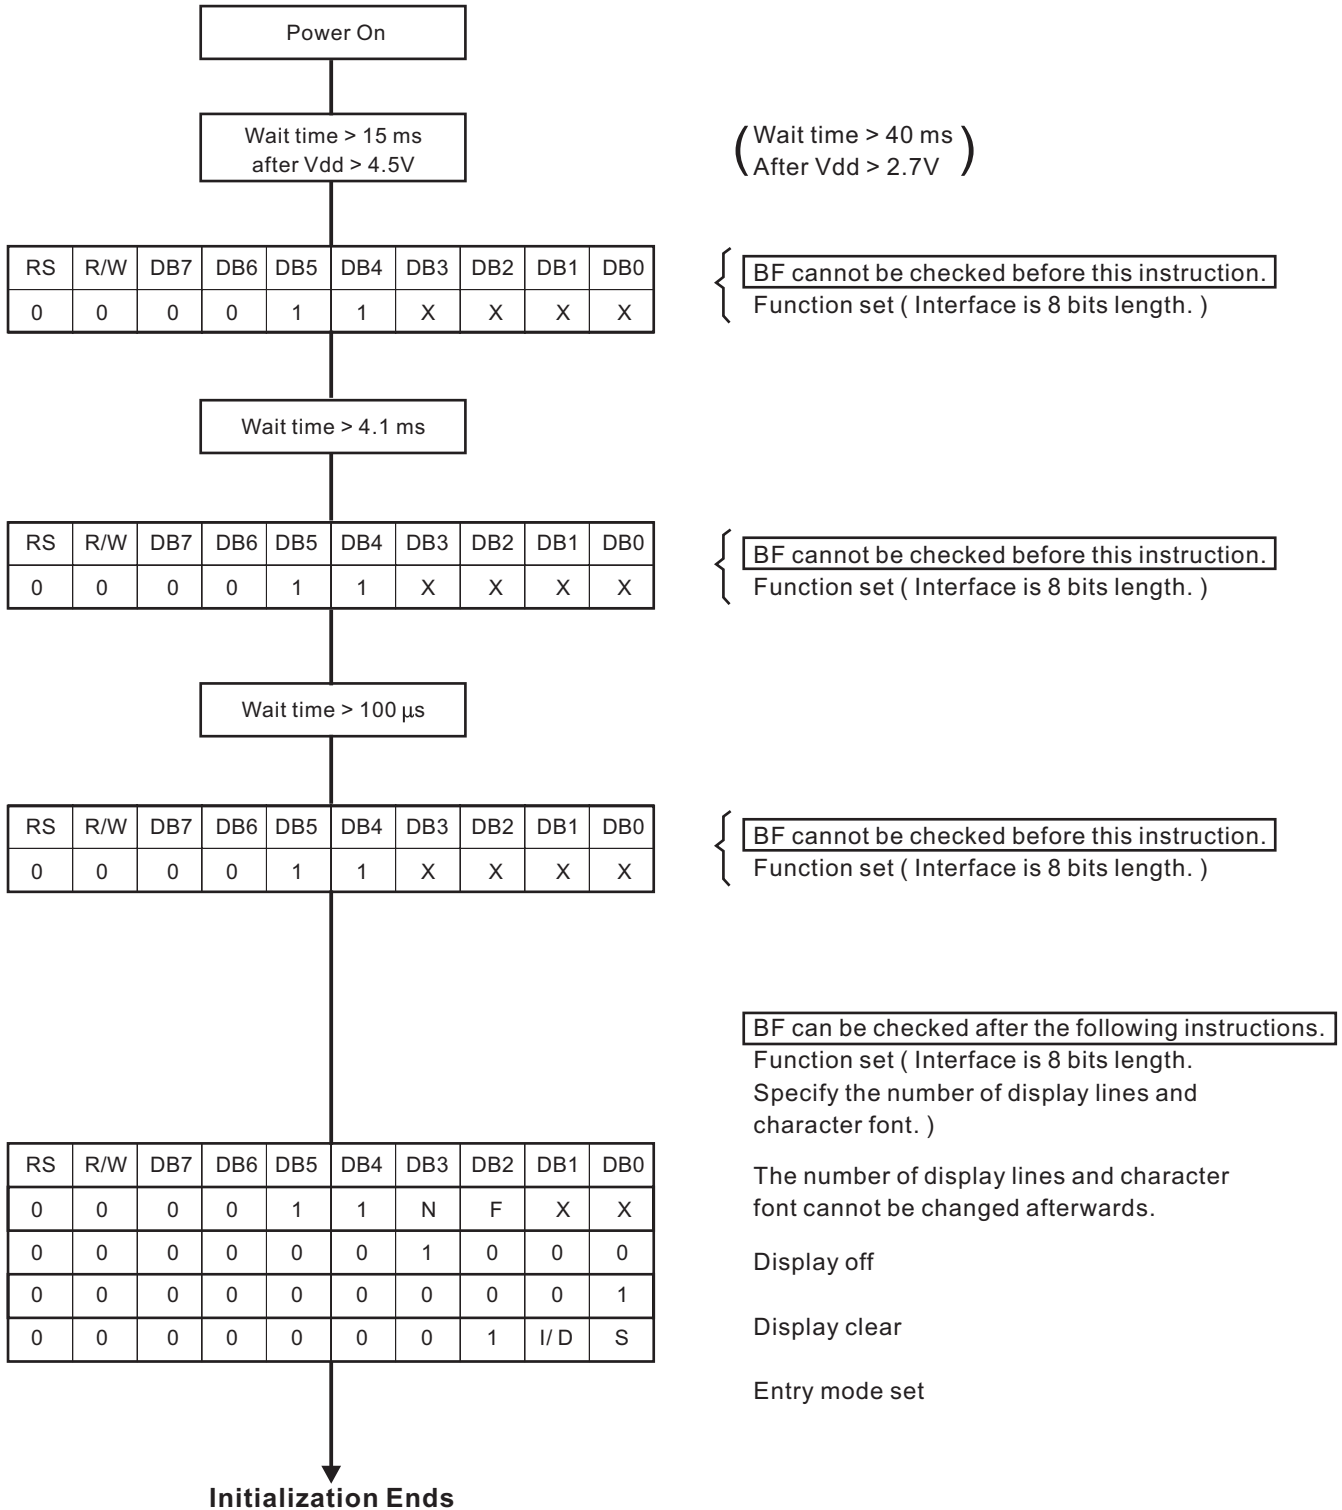 Power On
Wait time > 15 ms
after Vdd > 4.5V
(Wait time > 40 ms
After Vdd > 2.7V)
RS R/W DB7 DB6 DB5 DB4 DB3 DB2 DB1 DB0
0 0 0 0 1 1 X X X X
BF cannot be checked before this instruction.
Function set ( Interface is 8 bits length. )
Wait time > 4.1 ms
RS R/W DB7 DB6 DB5 DB4 DB3 DB2 DB1 DB0
0 0 0 0 1 1 X X X X
BF cannot be checked before this instruction.
Function set ( Interface is 8 bits length. )
Wait time > 100 µs
RS R/W DB7 DB6 DB5 DB4 DB3 DB2 DB1 DB0
0 0 0 0 1 1 X X X X
BF cannot be checked before this instruction.
Function set ( Interface is 8 bits length. )
BF can be checked after the following instructions.
Function set ( Interface is 8 bits length.
Specify the number of display lines and
character font. )
RS R/W DB7 DB6 DB5 DB4 DB3 DB2 DB1 DB0
0 0 0 0 1 1 N F X X
0 0 0 0 0 0 1 0 0 0
0 0 0 0 0 0 0 0 0 1
0 0 0 0 0 0 0 1 I/ D S
The number of display lines and character
font cannot be changed afterwards.
Display off
Display clear
Entry mode set
Initialization Ends